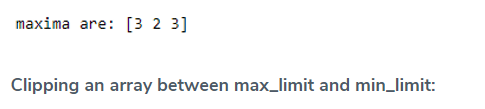 maxima are: [3 2 3]
Clipping an array between max_limit and min_limit: